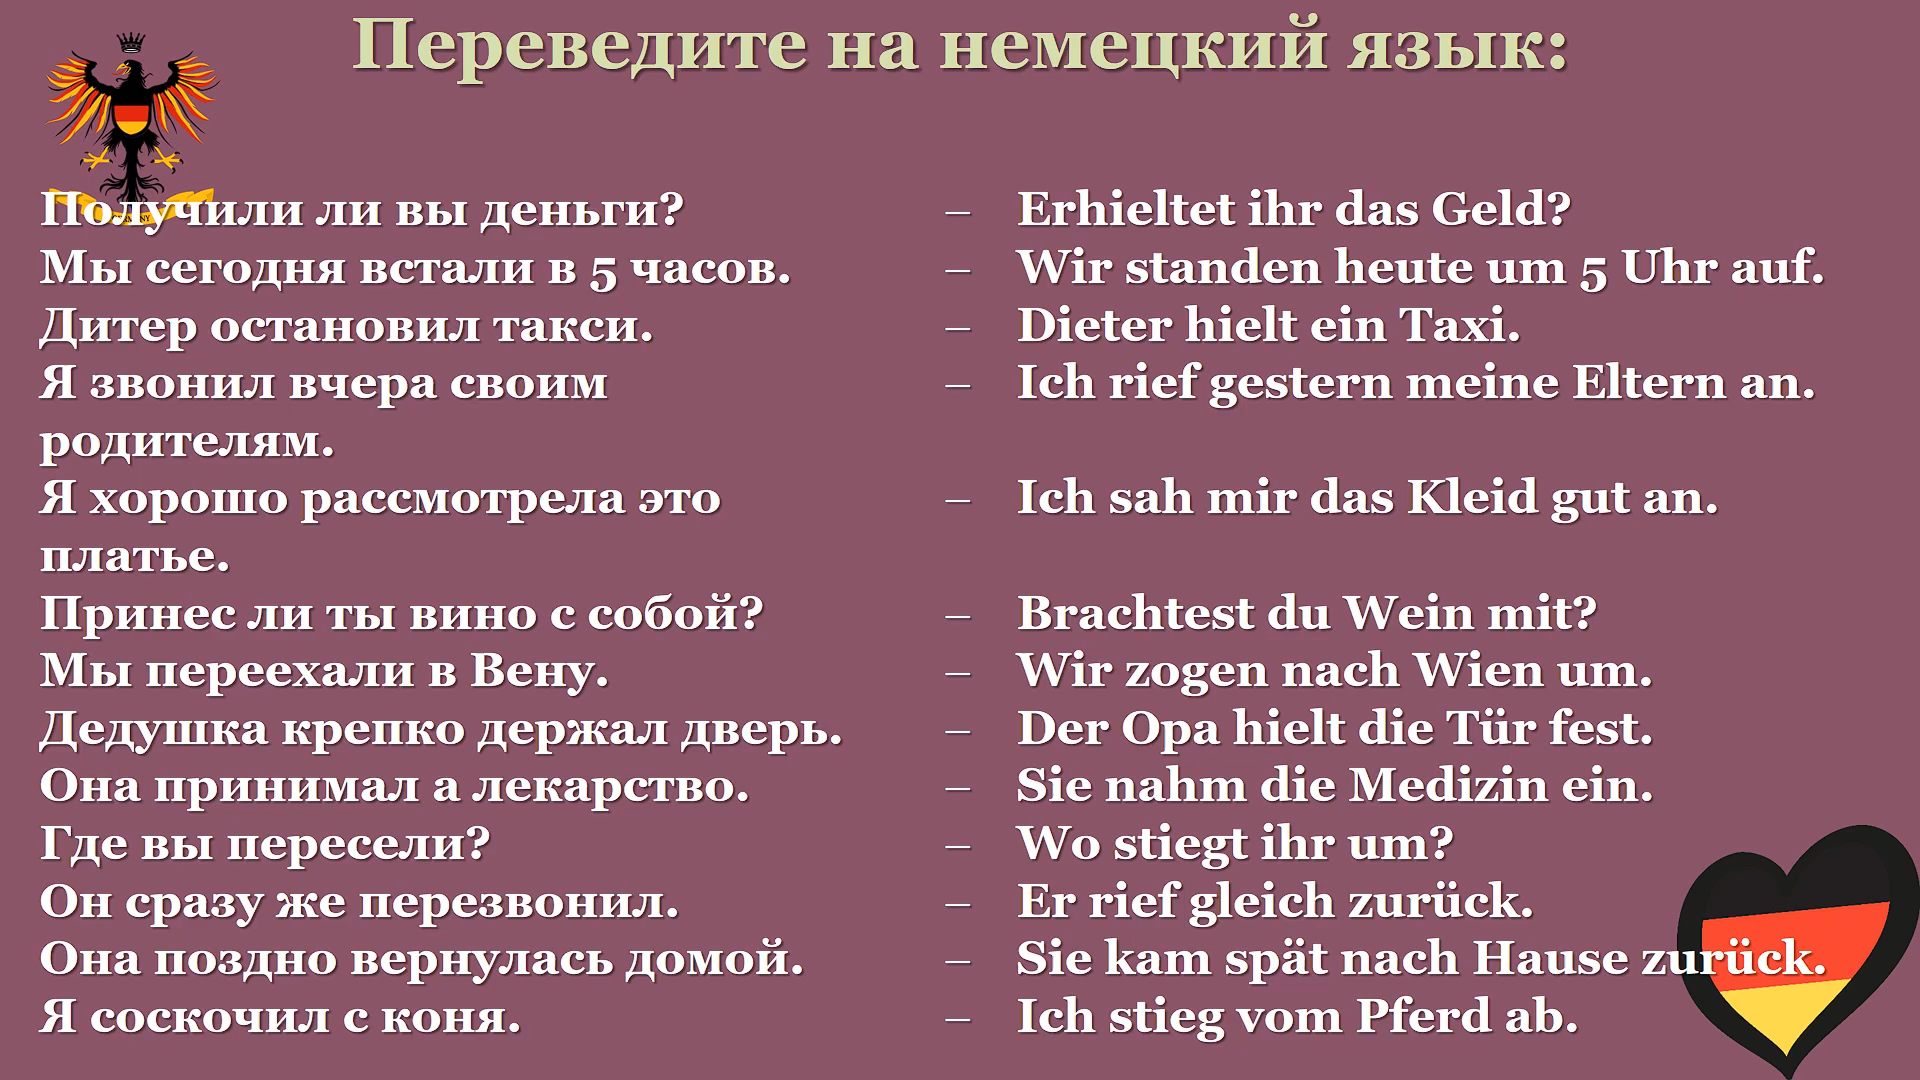 Переведите на немецкий язык:
Получили ли вы деньги? – Erhieltet ihr das Geld?
Мы сегодня встали в 5 часов. – Wir standen heute um 5 Uhr auf.
Дитер остановил такси. – Dieter hielt ein Taxi.
Я звонил вчера своим – Ich rief gestern meine Eltern an.
родителям.
Я хорошо рассмотрела это – Ich sah mir das Kleid gut an.
платье.
Принес ли ты вино с собой? – Brachtest du Wein mit?
Мы переехали в Вену. – Wir zogen nach Wien um.
Дедушка крепко держал дверь. – Der Opa hielt die Tür fest.
Она принимал а лекарство. – Sie nahm die Medizin ein.
Где вы пересели? – Wo stiegt ihr um?
Он сразу же перезвонил. – Er rief gleich zurück.
Она поздно вернулась домой. – Sie kam spät nach Hause zurück.
Я соскочил с коня. – Ich stieg vom Pferd ab.